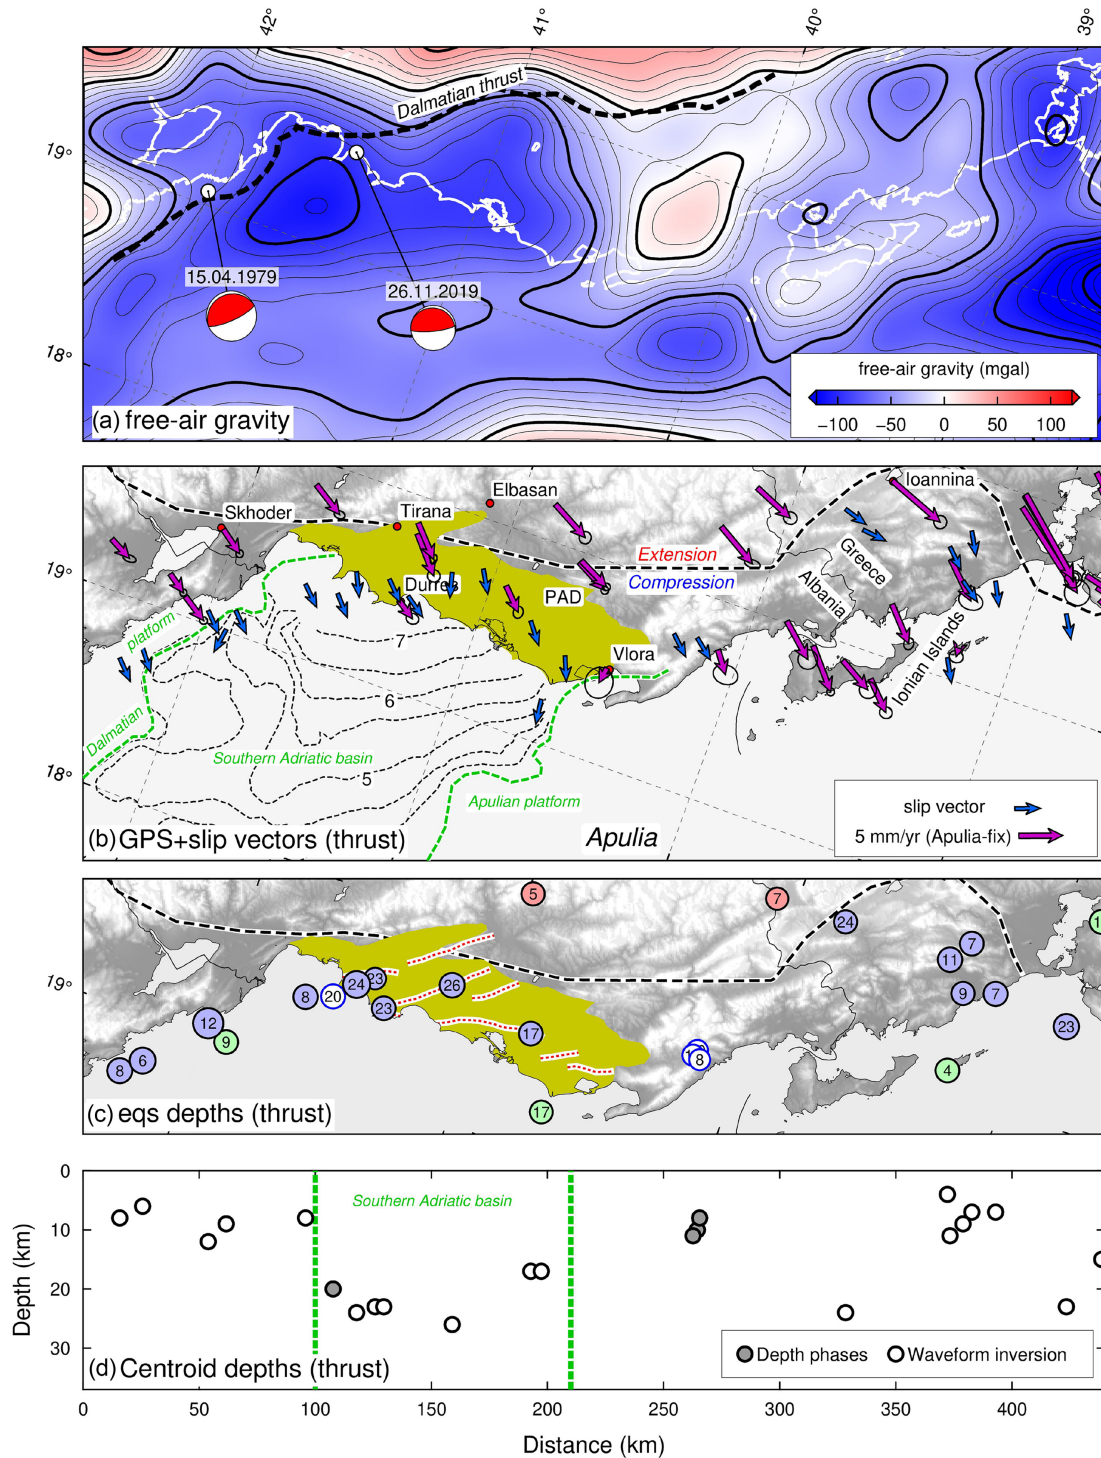 42°
41°
40°
39°
Dalmatian thrust
19°
15.04.1979
26.11.2019
18°
free-air gravity (mgal)
−100 −50 0 50 100
(a) free-air gravity
Elbasan
Ioannina
Skhoder
Tirana
Extension
Compression
Greece
Albania
19°
Durres
PAD
platform
7
Vlora
Ionian Islands
6
Dalmatian
Southern Adriatic basin
5
18°
Apulian platform
slip vector
5 mm/yr (Apulia-fix)
(b) GPS+slip vectors (thrust)
Apulia
5
7
24
7
11
19°
23
24
26
8
20
23
9
7
12
17
23
9
6
8
8
4
17
(c) eqs depths (thrust)
0
Southern Adriatic basin
10
20
30
Depth (km)
Depth phases
Waveform inversion
(d) Centroid depths (thrust)
0 50 100 150 200 250 300 350 400
Distance (km)